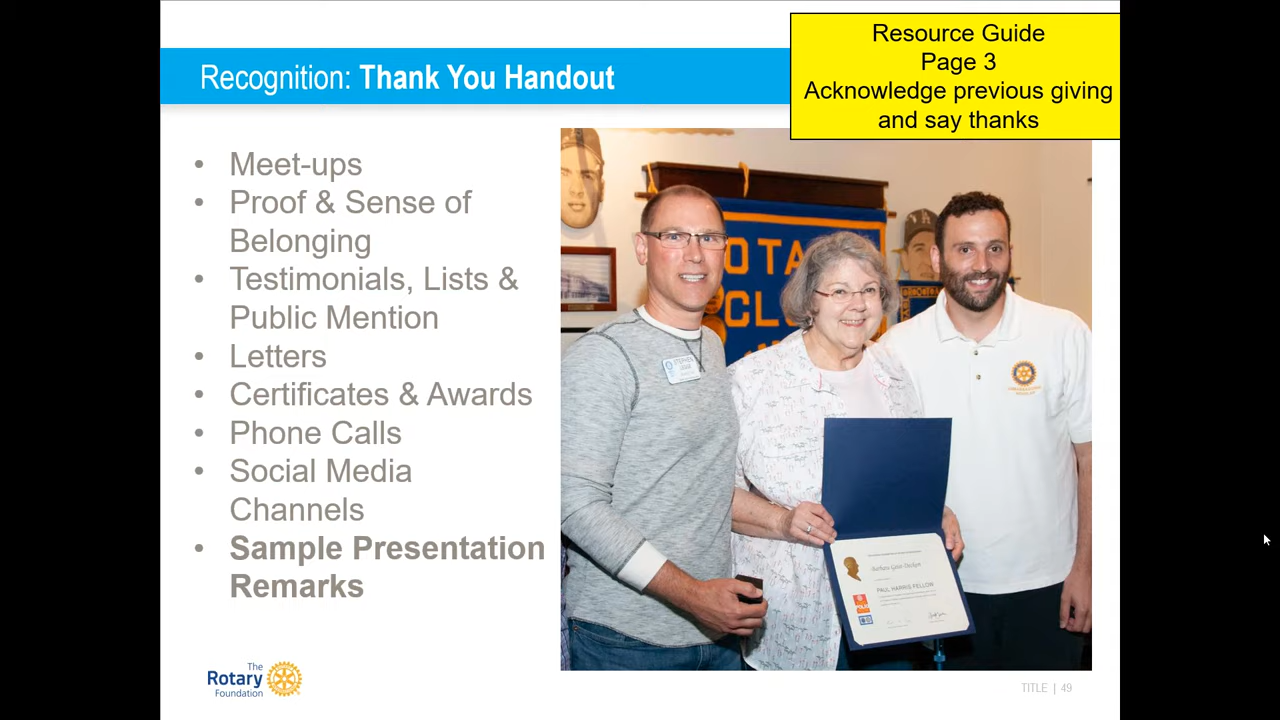 Resource Guide
Page 3
Acknowledge previous giving
and say thanks
Recognition: Thank You Handout
• Meet-ups
• Proof & Sense of
Belonging
• Testimonials, Lists &
Public Mention
• Letters
• Certificates & Awards
• Phone Calls
• Social Media
Channels
• Sample Presentation
Remarks
OTA
CLU
PAUL HARRIS FELLOW
The
Rotary
Foundation
TITLE | 49